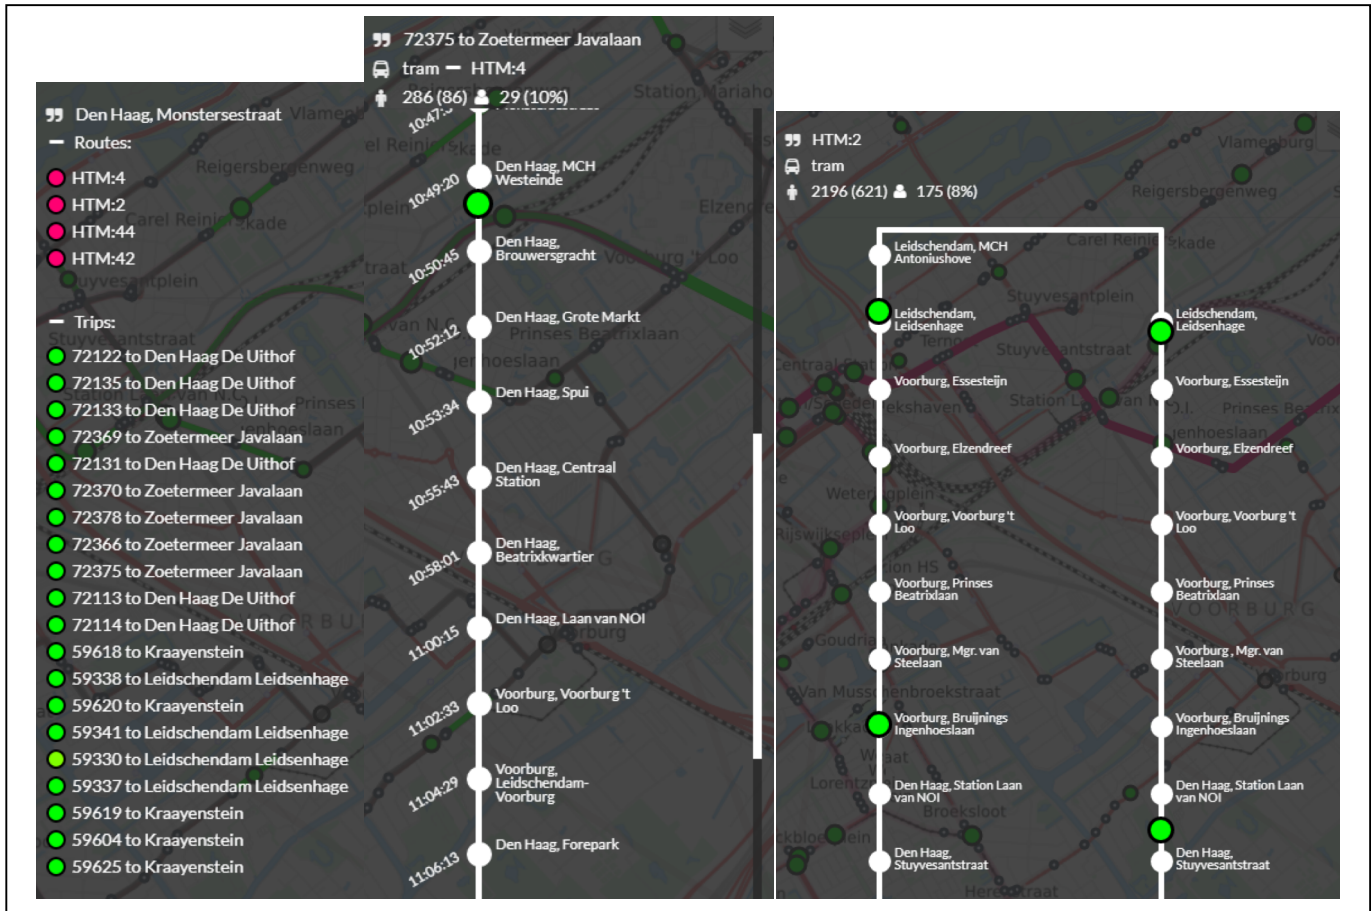 Den Haag, Monstersestraat
Routes:
HTM:4
HTM:2
HTM:44
HTM:42
Trips:
72122 to Den Haag De Uithof
72135 to Den Haag De Uithof
72133 to Den Haag De Uithof
72369 to Zoetermeer Javalaan
72131 to Den Haag De Uithof
72370 to Zoetermeer Javalaan
72378 to Zoetermeer Javalaan
72366 to Zoetermeer Javalaan
72375 to Zoetermeer Javalaan
72113 to Den Haag De Uithof
72114 to Den Haag De Uithof
59618 to Kraayenstein
59338 to Leidschendam Leidsenhage
59620 to Kraayenstein
59341 to Leidschendam Leidsenhage
59330 to Leidschendam Leidsenhage
59337 to Leidschendam Leidsenhage
59619 to Kraayenstein
59604 to Kraayenstein
59625 to Kraayenstein
Reigersbergenweg
Stuyvesantstraat
72375 to Zoetermeer Javalaan
tram — HTM:4
286 (86) 29 (10%)
10:49:20
Den Haag, MCH
Westeinde
10:50:45
Den Haag,
Brouwersgracht
10:52:12
Den Haag, Grote Markt
10:53:34
Den Haag, Spui
10:55:43
Den Haag, Centraal
Station
10:58:01
Den Haag,
Beatrixkwartier
11:00:15
Den Haag, Laan van NOI
11:02:33
Voorburg, Voorburg 't
Loo
11:04:29
Voorburg,
Leidschendam-
Voorburg
11:06:13
Den Haag, Forepark
Prinses Beatrixlaan
HTM:2
tram
2196 (621) 175 (8%)
Leidschendam, MCH
Antoniushove
Leidschendam,
Leidsenhage
Voorburg, Essesteijn
Voorburg, Elzendreef
Voorburg, Voorburg 't
Loo
Voorburg, Prinses
Beatrixlaan
Voorburg, Mgr. van
Steelaan
Voorburg, Bruijnings
Ingenhoeslaan
Den Haag, Station Laan
van NOI
Den Haag,
Stuyvesantstraat
Leidschendam,
Leidsenhage
Voorburg, Essesteijn
Voorburg, Elzendreef
Voorburg, Voorburg 't
Loo
Voorburg, Prinses
Beatrixlaan
Voorburg , Mgr. van
Steelaan
Voorburg, Bruijnings
Ingenhoeslaan
Den Haag, Station Laan
van NOI
Den Haag,
Stuyvesantstraat
Vlamenburg
Reigersbergenweg
Stuyvesantplein
Stuyvesantstraat
VOORBURG
Broeksloot